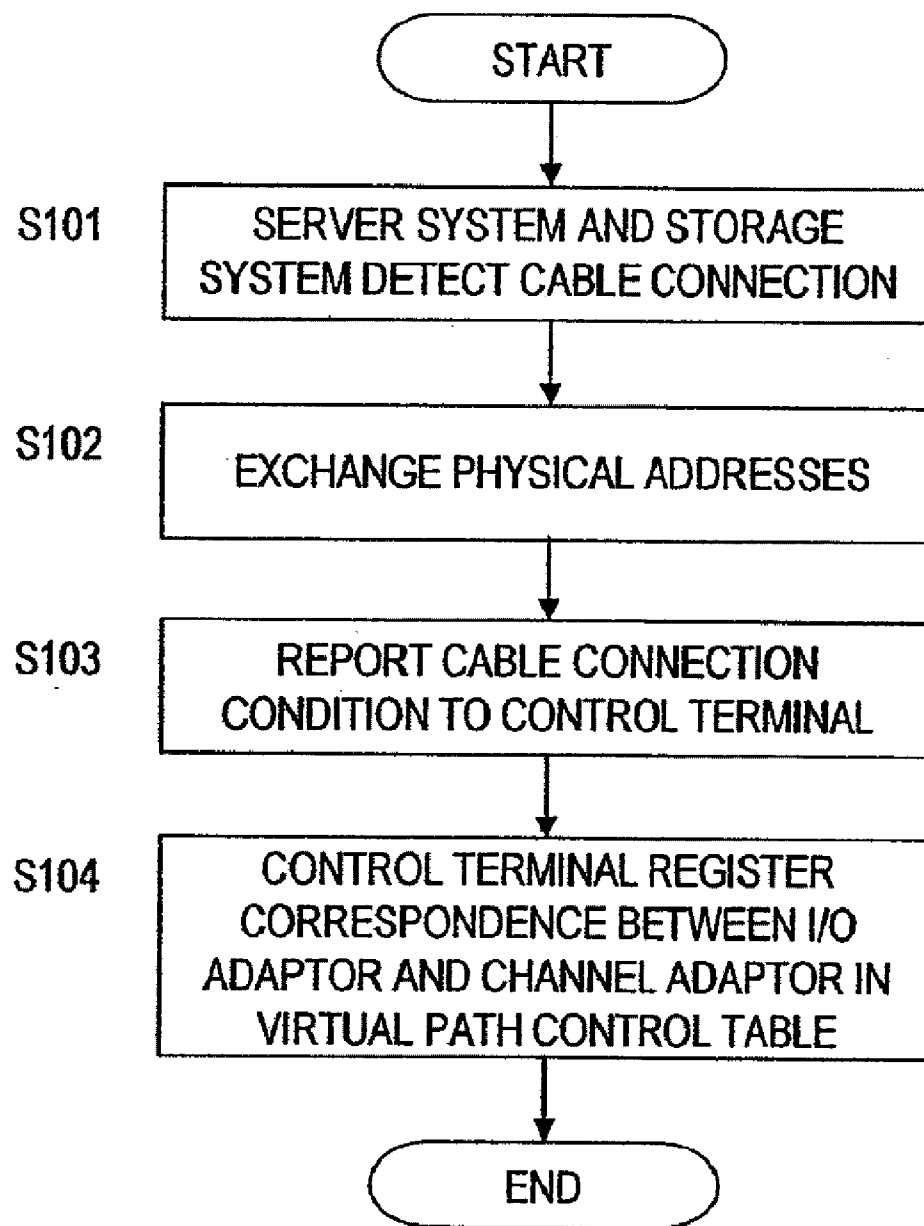 START
S101
SERVER SYSTEM AND STORAGE
SYSTEM DETECT CABLE CONNECTION
S102
EXCHANGE PHYSICAL ADDRESSES
S103
REPORT CABLE CONNECTION
CONDITION TO CONTROL TERMINAL
S104
CONTROL TERMINAL REGISTER
CORRESPONDENCE BETWEEN I/O
ADAPTOR AND CHANNEL ADAPTOR IN
VIRTUAL PATH CONTROL TABLE
END